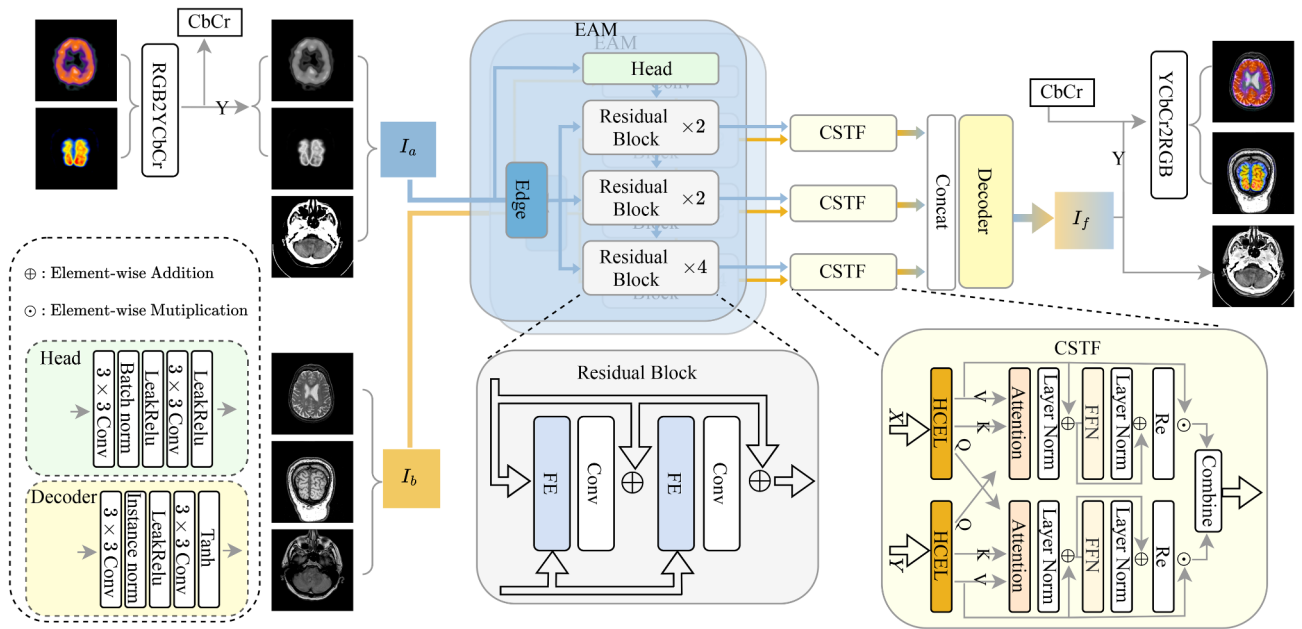 CbCr
RGB2YCbCr
Y
I_a
EAM
EAM
Head
Conv
Residual
Block
×2
Residual
Block
×2
Residual
Block
×4
Block
Edge
CSTF
CSTF
CSTF
Concat
Decoder
I_f
CbCr
Y
YCbCr2RGB
⊕ : Element-wise Addition
⊙ : Element-wise Mutiplication
Head
3 × 3 Conv
Batch norm
LeakRelu
3 × 3 Conv
LeakRelu
Decoder
3 × 3 Conv
Instance norm
LeakRelu
3 × 3 Conv
Tanh
I_b
Residual Block
FE
Conv
FE
Conv
CSTF
X
HCEL
V
K
Q
Attention
Layer Norm
FFN
Layer Norm
Re
Y
HCEL
Q
K
V
Attention
Layer Norm
FFN
Layer Norm
Re
Combine